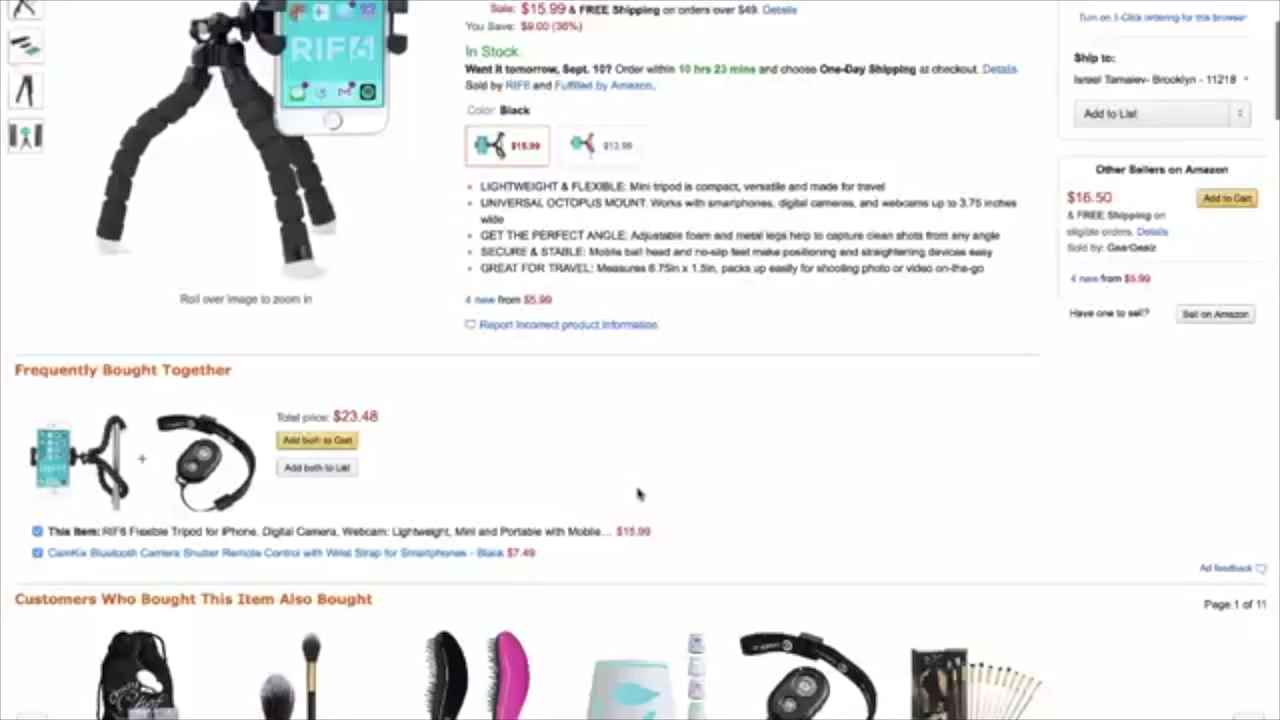 Sale: $15.99 & FREE Shipping on orders over $49. Details
You Save: $9.00 (36%)
In Stock.
Want it tomorrow, Sept. 10? Order within 10 hrs 23 mins and choose One-Day Shipping at checkout. Details
Sold by RIF6 and Fulfilled by Amazon.
Color: Black
$15.99
$12.99
LIGHTWEIGHT & FLEXIBLE: Mini tripod is compact, versatile and made for travel
UNIVERSAL OCTOPUS MOUNT: Works with smartphones, digital cameras, and webcams up to 3.75 inches
wide
GET THE PERFECT ANGLE: Adjustable foam and metal legs help to capture clean shots from any angle
SECURE & STABLE: Mobile ball head and no-slip feet make positioning and straightening devices easy
GREAT FOR TRAVEL: Measures 6.75in x 1.5in, packs up easily for shooting photo or video on-the-go
4 new from $5.99
Report incorrect product information.
RIF6
Roll over image to zoom in
Turn on 1-Click ordering for this browser
Ship to:
Israel Tamaiev- Brooklyn - 11218
Add to List
Other Sellers on Amazon
$16.50
Add to Cart
& FREE Shipping on
eligible orders. Details
Sold by: GearDealz
4 new from $5.99
Have one to sell?
Sell on Amazon
Frequently Bought Together
+
Total price: $23.48
Add both to Cart
Add both to List
This item: RIF6 Flexible Tripod for iPhone, Digital Camera, Webcam: Lightweight, Mini and Portable with Mobile... $15.99
CamKix Bluetooth Camera Shutter Remote Control with Wrist Strap for Smartphones - Black $7.49
Ad feedback
Customers Who Bought This Item Also Bought
Page 1 of 11